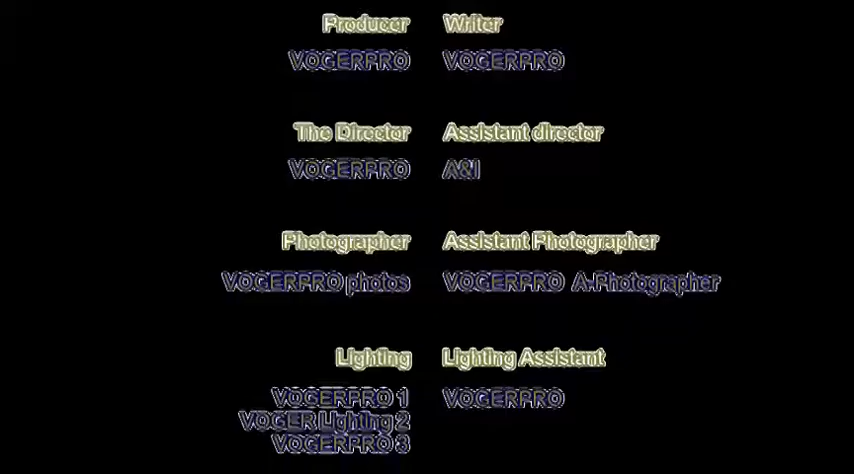 Producer Writer
VOGERPRO VOGERPRO
The Director Assistant director
VOGERPRO A&I
Photographer Assistant Photographer
VOGERPRO photos VOGERPRO A-Photographer
Lighting Lighting Assistant
VOGERPRO 1 VOGERPRO
VOGER Lighting 2
VOGERPRO 3